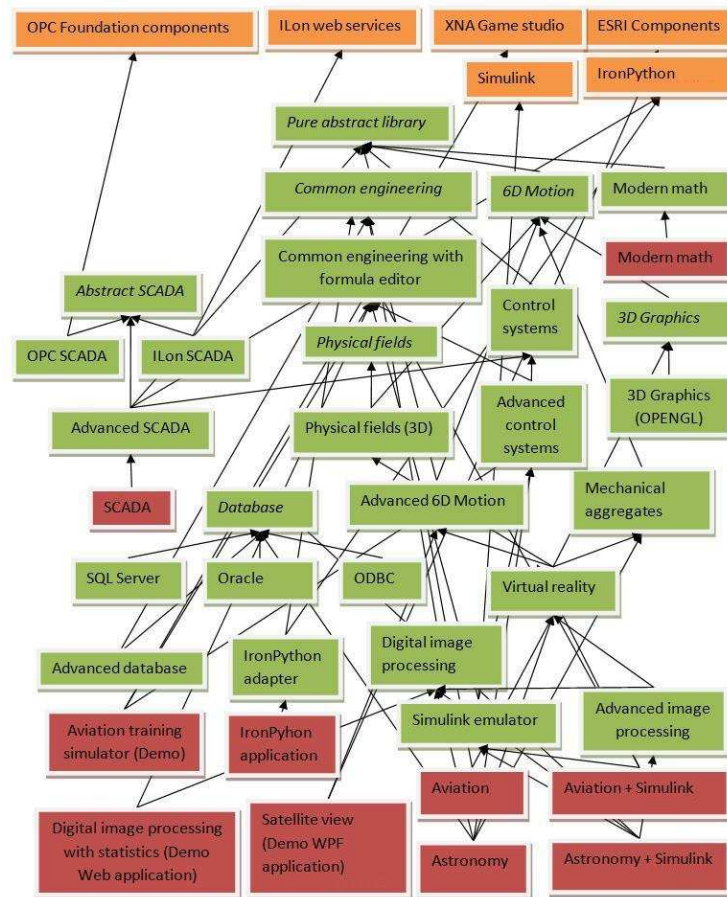 OPC Foundation components
ILon web services
XNA Game studio
ESRI Components
Simulink
IronPython
Pure abstract library
Common engineering
6D Motion
Modern math
Common engineering with
formula editor
Modern math
Abstract SCADA
Control
systems
3D Graphics
OPC SCADA
ILon SCADA
Physical fields
Advanced SCADA
Physical fields (3D)
Advanced
control
systems
3D Graphics
(OPENGL)
SCADA
Database
Advanced 6D Motion
Mechanical
aggregates
SQL Server
Oracle
ODBC
Virtual reality
Advanced database
IronPython
adapter
Digital image
processing
Simulink emulator
Advanced image
processing
Aviation training
simulator (Demo)
IronPyhon
application
Aviation
Aviation + Simulink
Digital image processing
with statistics (Demo
Web application)
Satellite view
(Demo WPF
application)
Astronomy
Astronomy + Simulink